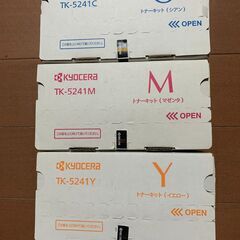 TK-5241C
トナーキット(シアン)
OPEN
KYOCERA
TK-5241M
M
トナーキット(マゼンタ)
OPEN
KYOCERA
TK-5241Y
Y
トナーキット(イエロー)
OPEN